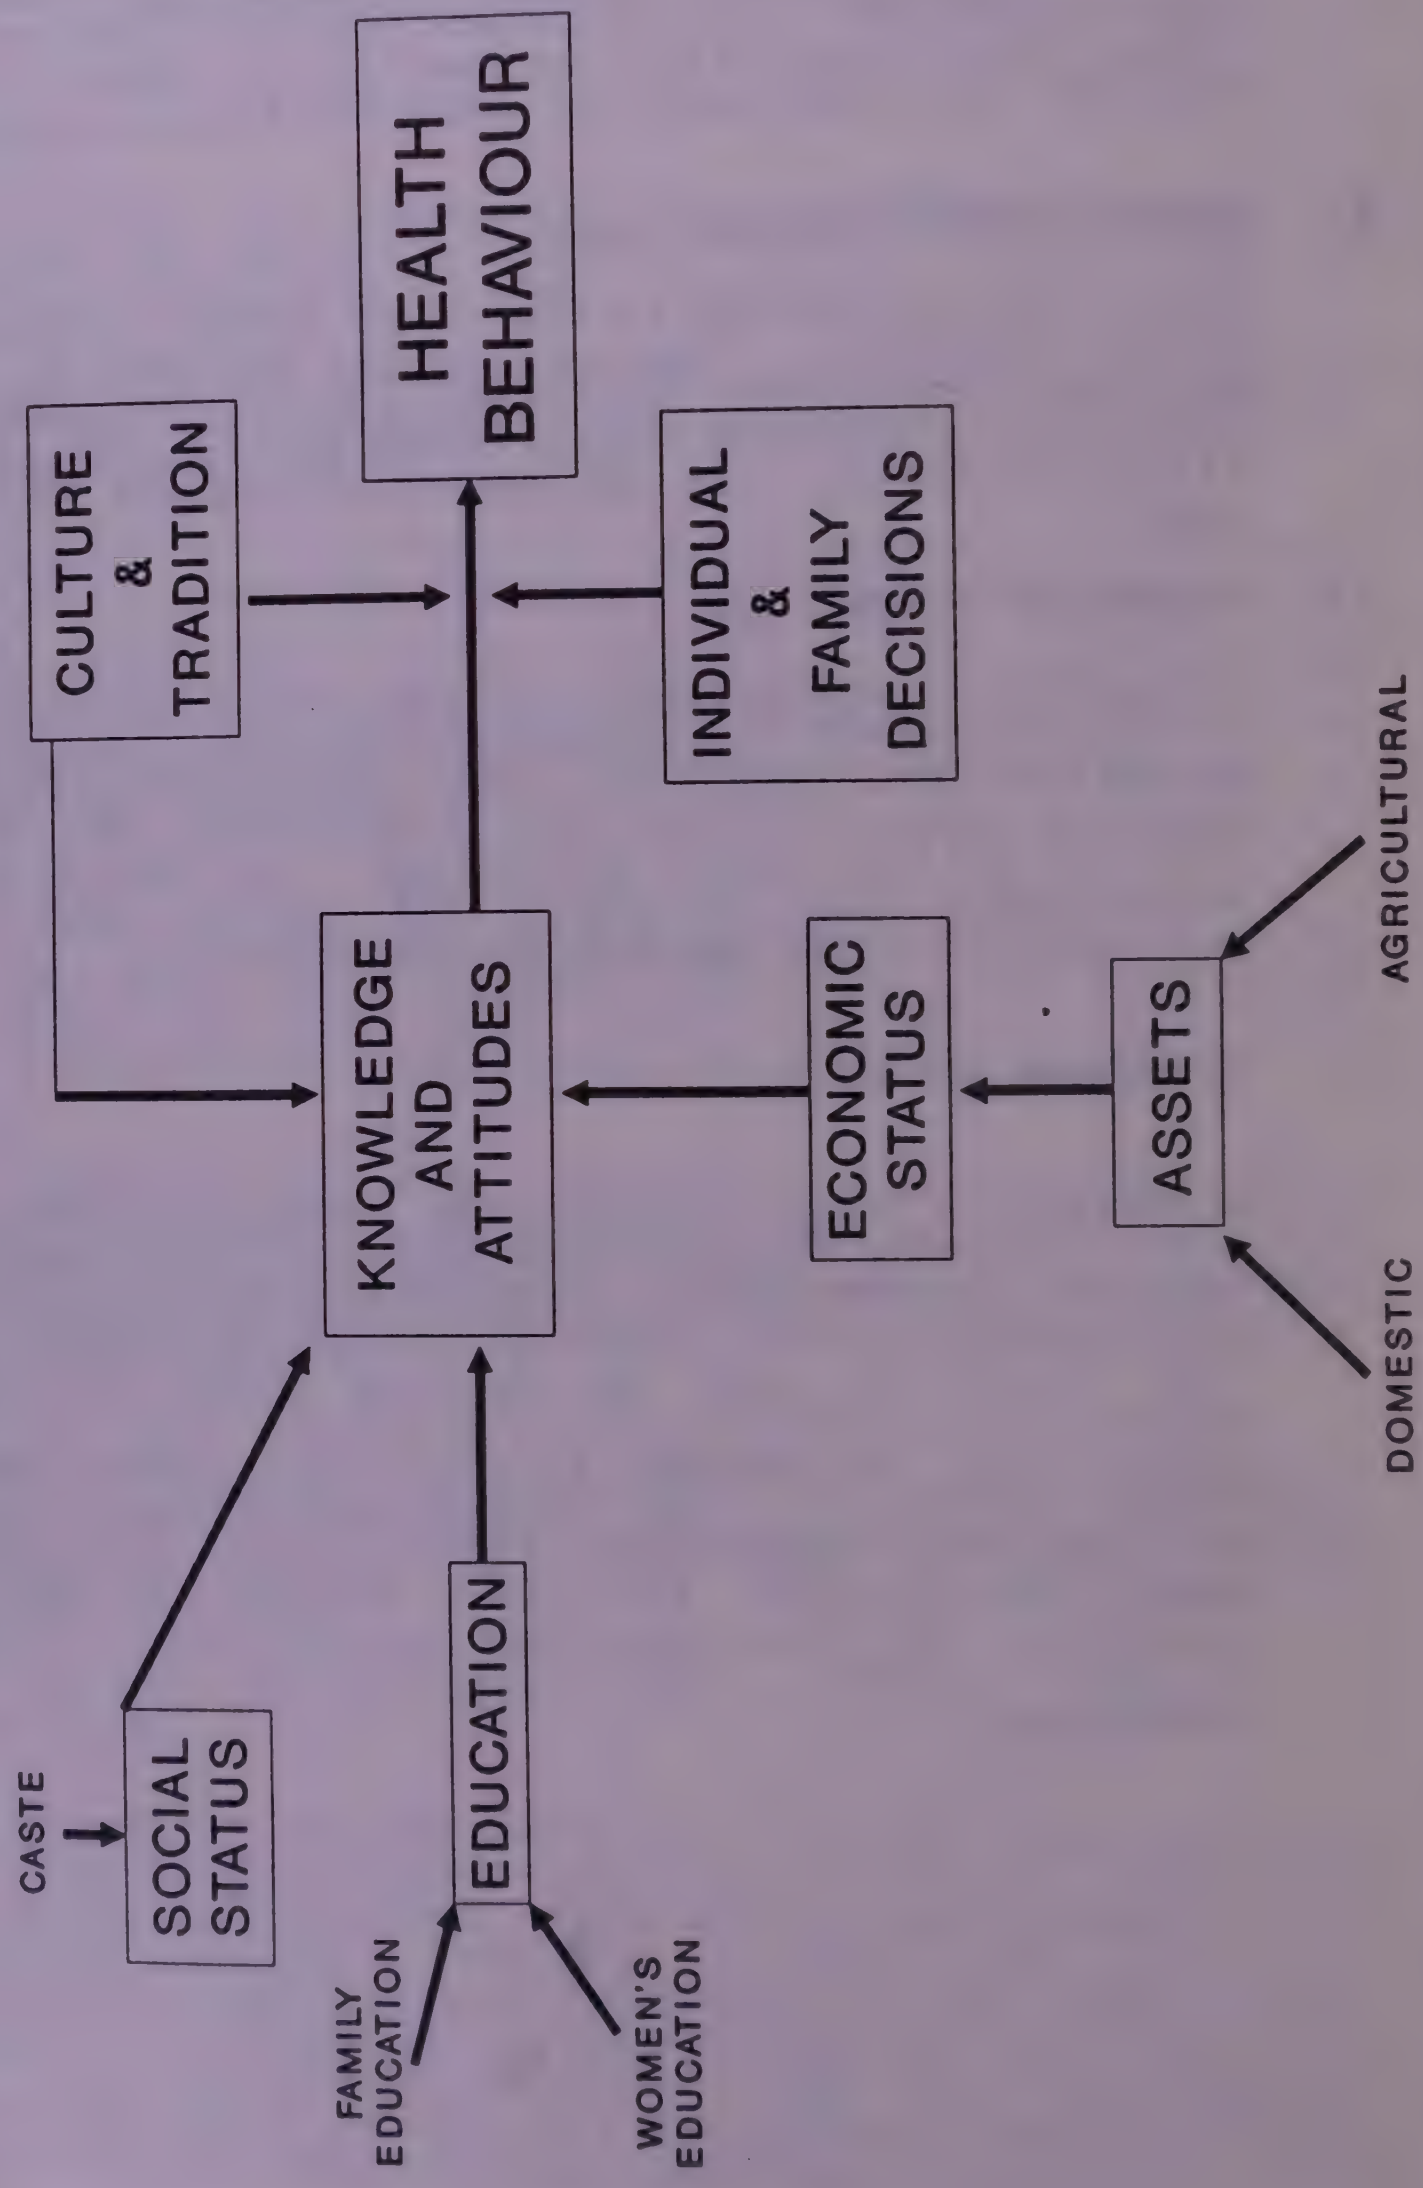 CASTE
SOCIAL
STATUS
FAMILY
EDUCATION
WOMEN'S
EDUCATION
EDUCATION
CULTURE
&
TRADITION
KNOWLEDGE
AND
ATTITUDES
HEALTH
BEHAVIOUR
INDIVIDUAL
&
FAMILY
DECISIONS
ECONOMIC
STATUS
ASSETS
DOMESTIC
AGRICULTURAL